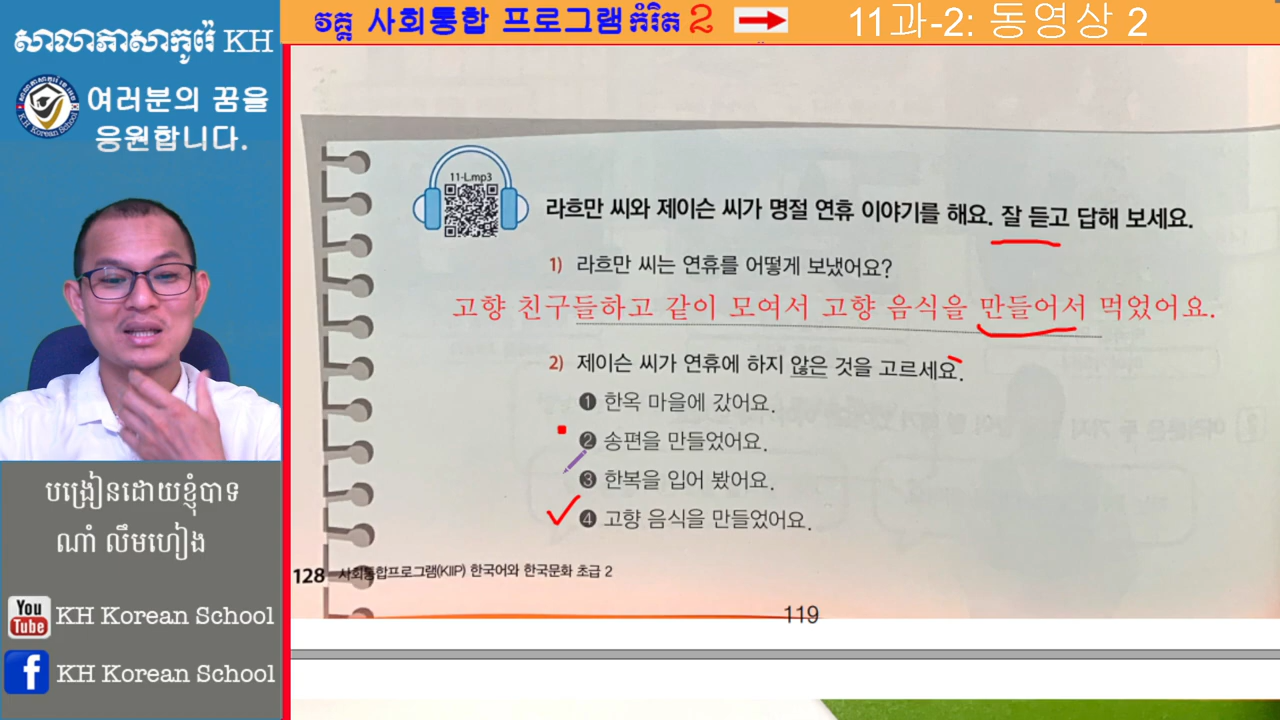 សាលាភាសាកូរ៉េ KH
여러분의 꿈을
응원합니다.
វគ្គ 사회통합 프로그램 កំរិត 2
11과-2: 동영상 2
11-L.mp3
라흐만 씨와 제이슨 씨가 명절 연휴 이야기를 해요. 잘 듣고 답해 보세요.
1) 라흐만 씨는 연휴를 어떻게 보냈어요?
고향 친구들하고 같이 모여서 고향 음식을 만들어서 먹었어요.
2) 제이슨 씨가 연휴에 하지 않은 것을 고르세요.
❶ 한옥 마을에 갔어요.
❷ 송편을 만들었어요.
❸ 한복을 입어 봤어요.
❹ 고향 음식을 만들었어요.
128 사회통합프로그램(KIIP) 한국어와 한국문화 초급 2
119
បង្រៀនដោយខ្ញុំបាទ
ណាំ លឹមហៀង
You Tube KH Korean School
f KH Korean School